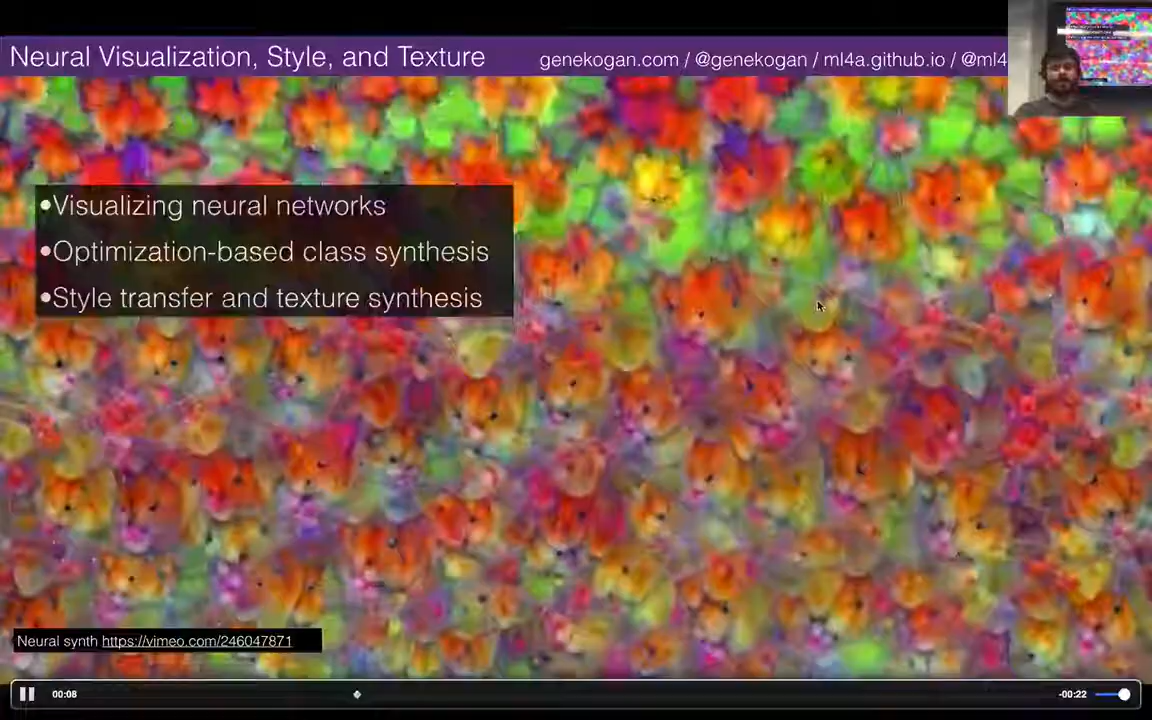 Neural Visualization, Style, and Texture
genekogan.com / @genekogan / ml4a.github.io / @ml4
•Visualizing neural networks
•Optimization-based class synthesis
•Style transfer and texture synthesis
Neural synth https://vimeo.com/246047871
00:08
-00:22